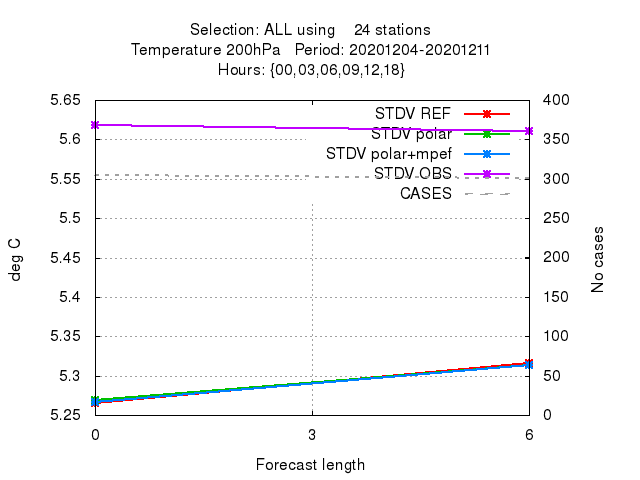 Selection: ALL using 24 stations
Temperature 200hPa Period: 20201204-20201211
Hours: {00,03,06,09,12,18}
5.65
5.6
5.55
5.5
5.45
5.4
5.35
5.3
5.25
deg C
STDV REF
STDV polar
STDV polar+mpef
STDV OBS
CASES
400
350
300
250
200
150
100
50
0
No cases
0
3
6
Forecast length